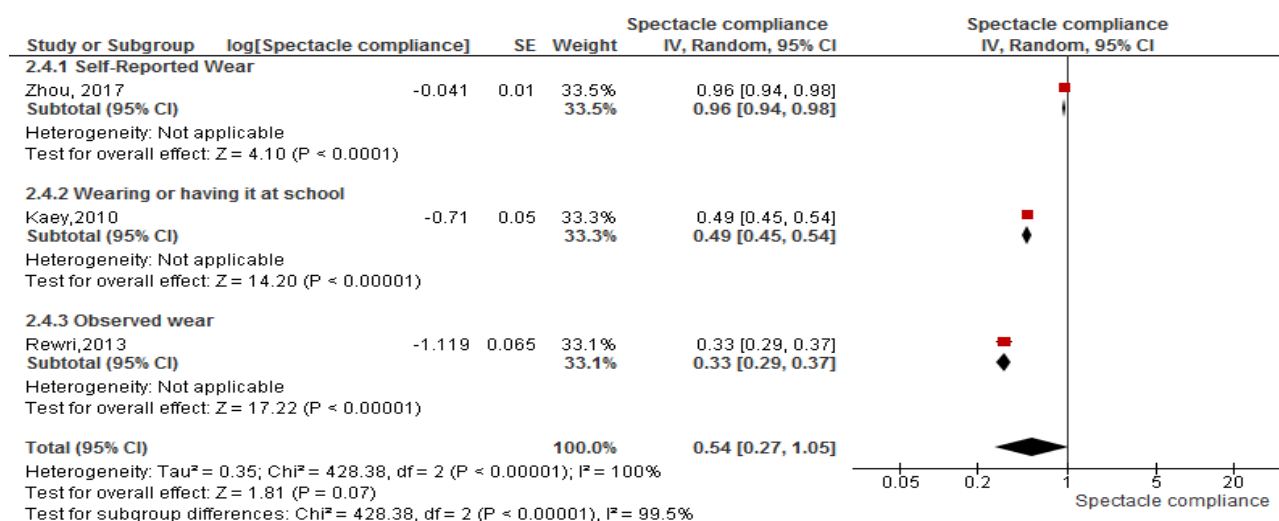 Spectacle compliance Spectacle compliance
Study or Subgroup log[Spectacle compliance] SE Weight IV, Random, 95% CI IV, Random, 95% CI
2.4.1 Self-Reported Wear
Zhou, 2017 -0.041 0.01 33.5% 0.96 [0.94, 0.98]
Subtotal (95% CI) 33.5% 0.96 [0.94, 0.98]
Heterogeneity: Not applicable
Test for overall effect: Z = 4.10 (P < 0.0001)
2.4.2 Wearing or having it at school
Kaey,2010 -0.71 0.05 33.3% 0.49 [0.45, 0.54]
Subtotal (95% CI) 33.3% 0.49 [0.45, 0.54]
Heterogeneity: Not applicable
Test for overall effect: Z = 14.20 (P < 0.00001)
2.4.3 Observed wear
Rewri,2013 -1.119 0.065 33.1% 0.33 [0.29, 0.37]
Subtotal (95% CI) 33.1% 0.33 [0.29, 0.37]
Heterogeneity: Not applicable
Test for overall effect: Z = 17.22 (P < 0.00001)
Total (95% CI) 100.0% 0.54 [0.27, 1.05]
Heterogeneity: Tau² = 0.35; Chi² = 428.38, df = 2 (P < 0.00001); I² = 100%
Test for overall effect: Z = 1.81 (P = 0.07)
Test for subgroup differences: Chi² = 428.38, df = 2 (P < 0.00001), I² = 99.5%
0.05 0.2 1 5 20
Spectacle compliance